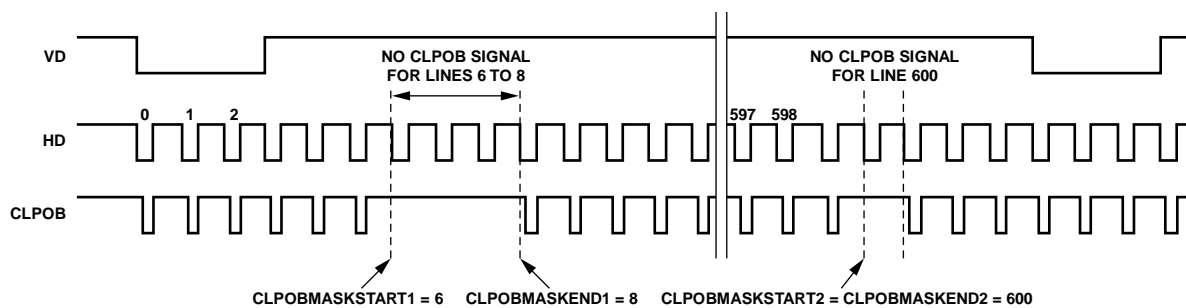 NO CLPOB SIGNAL
FOR LINES 6 TO 8
NO CLPOB SIGNAL
FOR LINE 600
VD
0 1 2
597 598
HD
CLPOB
CLPOBMASKSTART1 = 6
CLPOBMASKEND1 = 8
CLPOBMASKSTART2 = CLPOBMASKEND2 = 600